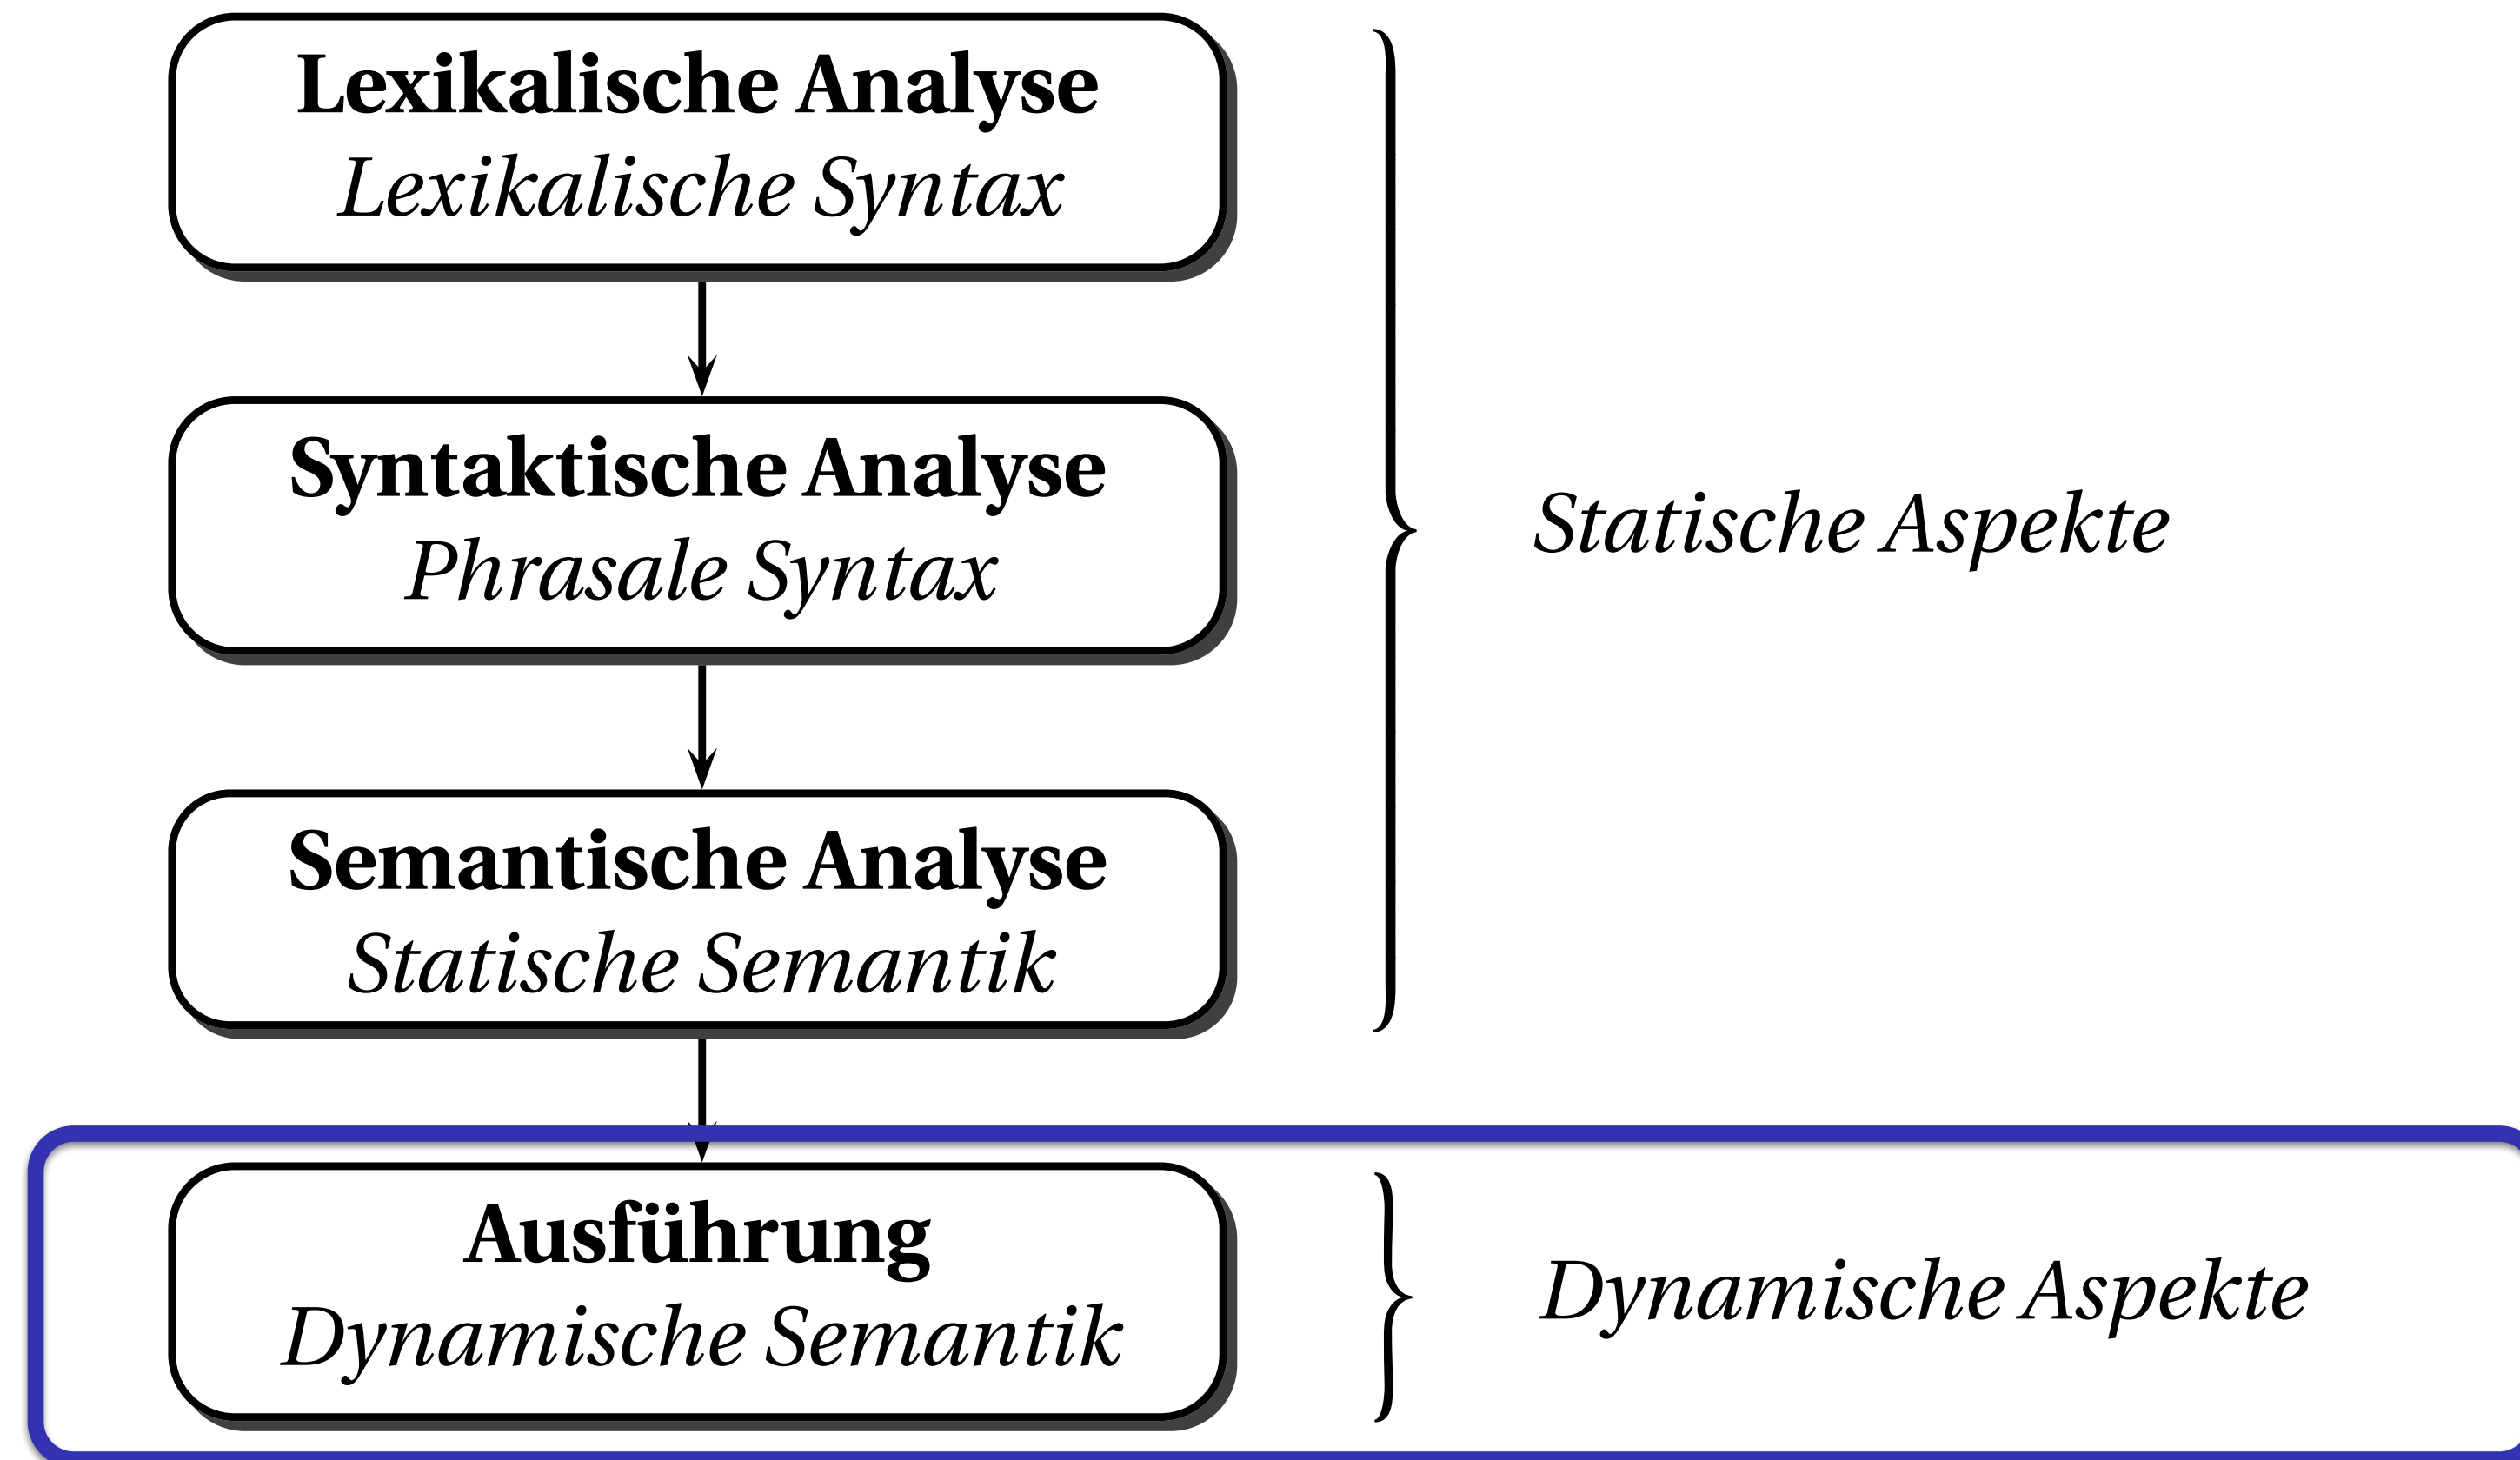 Lexikalische Analyse
Lexikalische Syntax
Syntaktische Analyse
Phrasale Syntax
Statische Aspekte
Semantische Analyse
Statische Semantik
Ausführung
Dynamische Semantik
Dynamische Aspekte